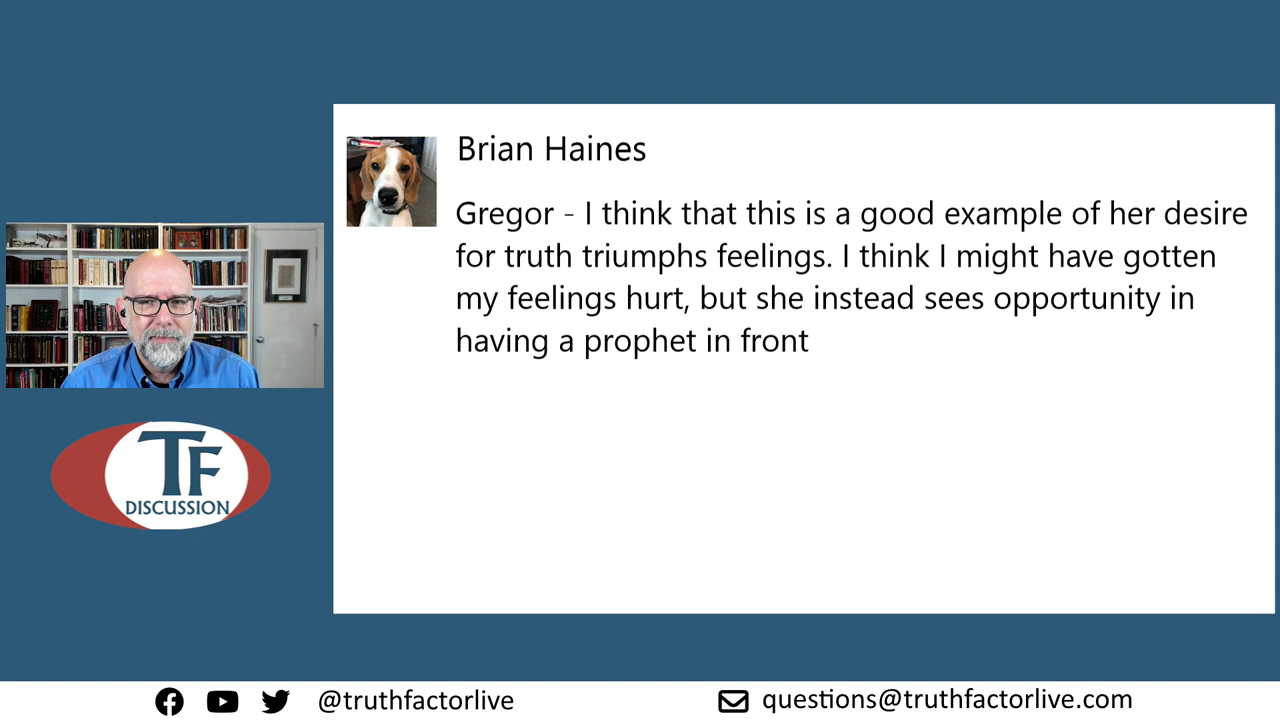 Brian Haines
Gregor - I think that this is a good example of her desire
for truth triumphs feelings. I think I might have gotten
my feelings hurt, but she instead sees opportunity in
having a prophet in front
TF
DISCUSSION
@truthfactorlive
questions@truthfactorlive.com